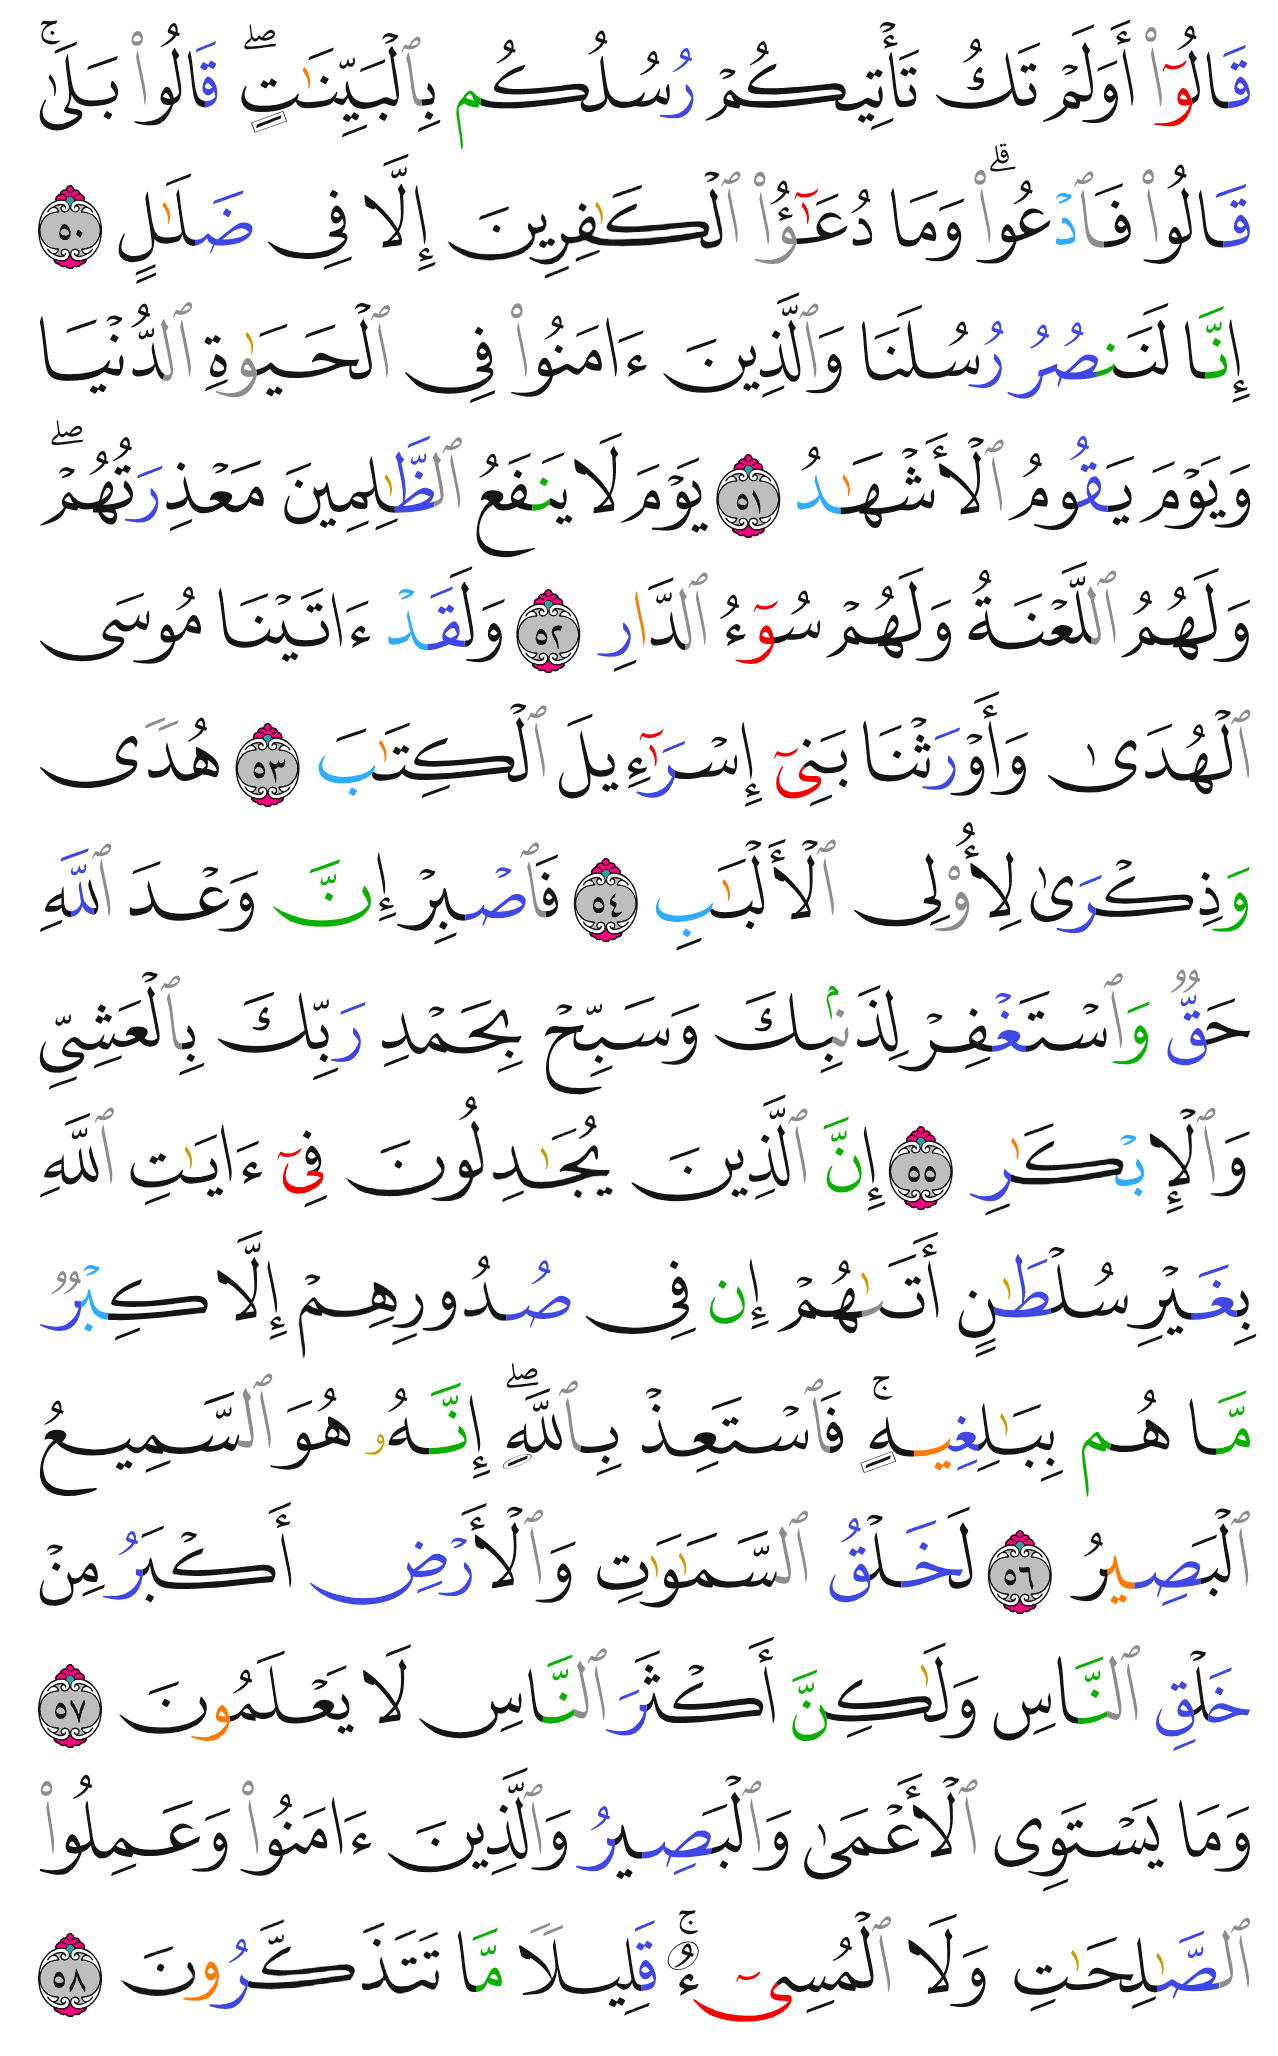 قَالُوٓا۟ أَوَلَمْ تَكُ تَأْتِيكُمْ رُسُلُكُم بِٱلْبَيِّنَـٰتِ ۖ قَالُوا۟ بَلَىٰ ۚ
قَالُوا۟ فَٱدْعُوا۟ ۗ وَمَا دُعَـٰٓؤُا۟ ٱلْكَـٰفِرِينَ إِلَّا فِى ضَلَـٰلٍ ٥٠
إِنَّا لَنَنصُرُ رُسُلَنَا وَٱلَّذِينَ ءَامَنُوا۟ فِى ٱلْحَيَوٰةِ ٱلدُّنْيَا
وَيَوْمَ يَقُومُ ٱلْأَشْهَـٰدُ ٥١ يَوْمَ لَا يَنفَعُ ٱلظَّـٰلِمِينَ مَعْذِرَتُهُمْ ۖ
وَلَهُمُ ٱللَّعْنَةُ وَلَهُمْ سُوٓءُ ٱلدَّارِ ٥٢ وَلَقَدْ ءَاتَيْنَا مُوسَى
ٱلْهُدَىٰ وَأَوْرَثْنَا بَنِىٓ إِسْرَٰٓءِيلَ ٱلْكِتَـٰبَ ٥٣ هُدًى
وَذِكْرَىٰ لِأُو۟لِى ٱلْأَلْبَـٰبِ ٥٤ فَٱصْبِرْ إِنَّ وَعْدَ ٱللَّهِ
حَقٌّ وَٱسْتَغْفِرْ لِذَنۢبِكَ وَسَبِّحْ بِحَمْدِ رَبِّكَ بِٱلْعَشِىِّ
وَٱلْإِبْكَـٰرِ ٥٥ إِنَّ ٱلَّذِينَ يُجَـٰدِلُونَ فِىٓ ءَايَـٰتِ ٱللَّهِ
بِغَيْرِ سُلْطَـٰنٍ أَتَىٰهُمْ إِن فِى صُدُورِهِمْ إِلَّا كِبْرٌ
مَّا هُم بِبَـٰلِغِيهِ ۚ فَٱسْتَعِذْ بِٱللَّهِ ۖ إِنَّهُۥ هُوَ ٱلسَّمِيعُ
ٱلْبَصِيرُ ٥٦ لَخَلْقُ ٱلسَّمَـٰوَٰتِ وَٱلْأَرْضِ أَكْبَرُ مِنْ
خَلْقِ ٱلنَّاسِ وَلَـٰكِنَّ أَكْثَرَ ٱلنَّاسِ لَا يَعْلَمُونَ ٥٧
وَمَا يَسْتَوِى ٱلْأَعْمَىٰ وَٱلْبَصِيرُ وَٱلَّذِينَ ءَامَنُوا۟ وَعَمِلُوا۟
ٱلصَّـٰلِحَـٰتِ وَلَا ٱلْمُسِىٓءُ ۚ قَلِيلًا مَّا تَتَذَكَّرُونَ ٥٨